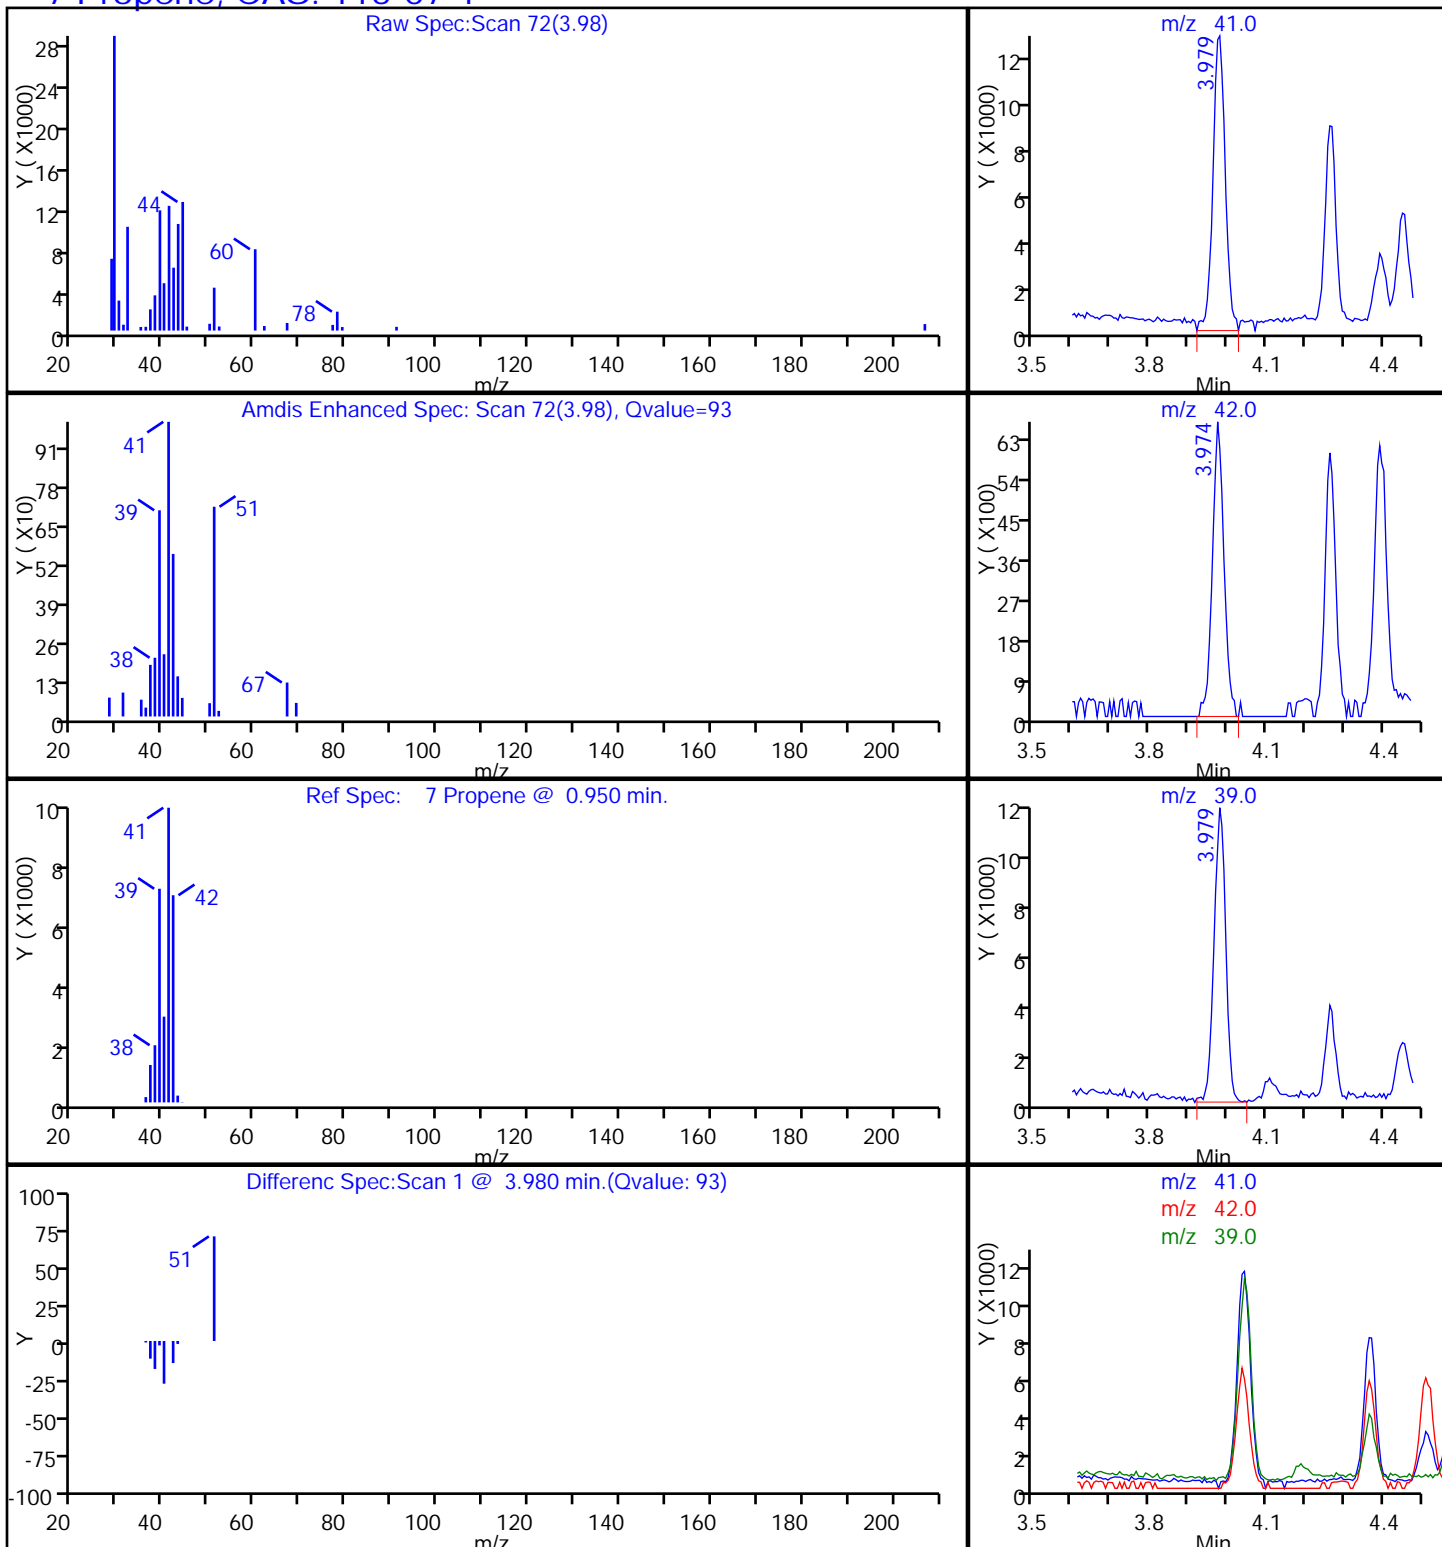 Raw Spec:Scan 72(3.98)
Y ( X1000)
28
24
20
16
12
8
4
0
44
60
78
20 40 60 80 100 120 140 160 180 200
m/z
m/z 41.0
Y ( X1000)
12
10
8
6
4
2
0
3.979
3.5 3.8 4.1 4.4
Min
Amdis Enhanced Spec: Scan 72(3.98), Qvalue=93
Y ( X10)
91
78
65
52
39
26
13
0
41
39
51
38
67
20 40 60 80 100 120 140 160 180 200
m/z
m/z 42.0
Y ( X100)
63
54
45
36
27
18
9
0
3.974
3.5 3.8 4.1 4.4
Min
Ref Spec: 7 Propene @ 0.950 min.
Y ( X1000)
10
8
6
4
2
0
41
39
42
38
20 40 60 80 100 120 140 160 180 200
m/z
m/z 39.0
Y ( X1000)
12
10
8
6
4
2
0
3.979
3.5 3.8 4.1 4.4
Min
Differenc Spec:Scan 1 @ 3.980 min.(Qvalue: 93)
Y
100
75
50
25
0
-25
-50
-75
-100
51
20 40 60 80 100 120 140 160 180 200
m/z
m/z 41.0
m/z 42.0
m/z 39.0
Y ( X1000)
12
10
8
6
4
2
0
3.5 3.8 4.1 4.4
Min